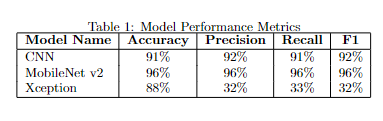 Table 1: Model Performance Metrics
Model Name Accuracy Precision Recall F1
CNN 91% 92% 91% 92%
MobileNet v2 96% 96% 96% 96%
Xception 88% 32% 33% 32%